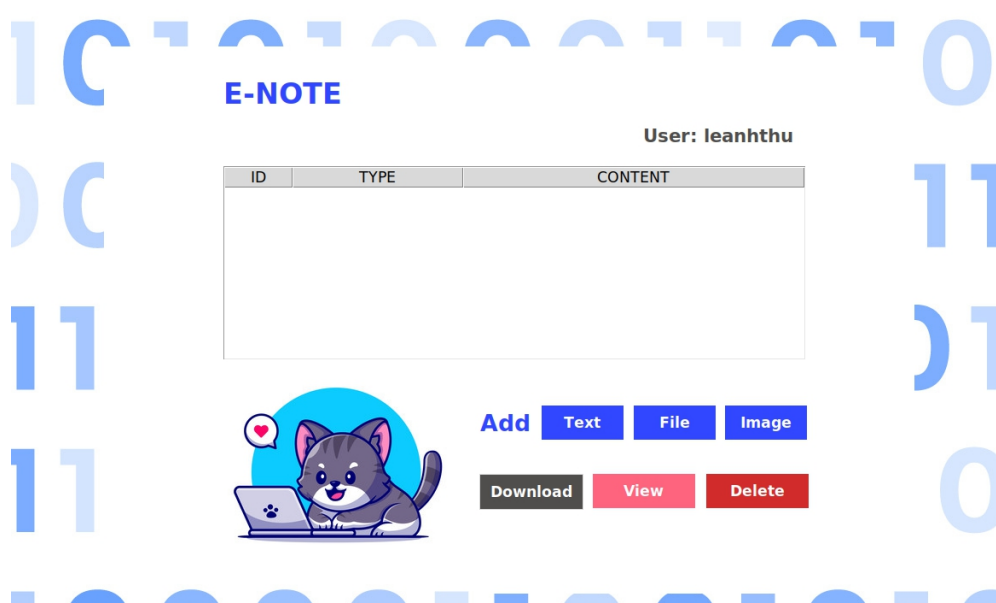 E-NOTE
User: leanhthu
ID TYPE CONTENT
Add Text File Image
Download View Delete